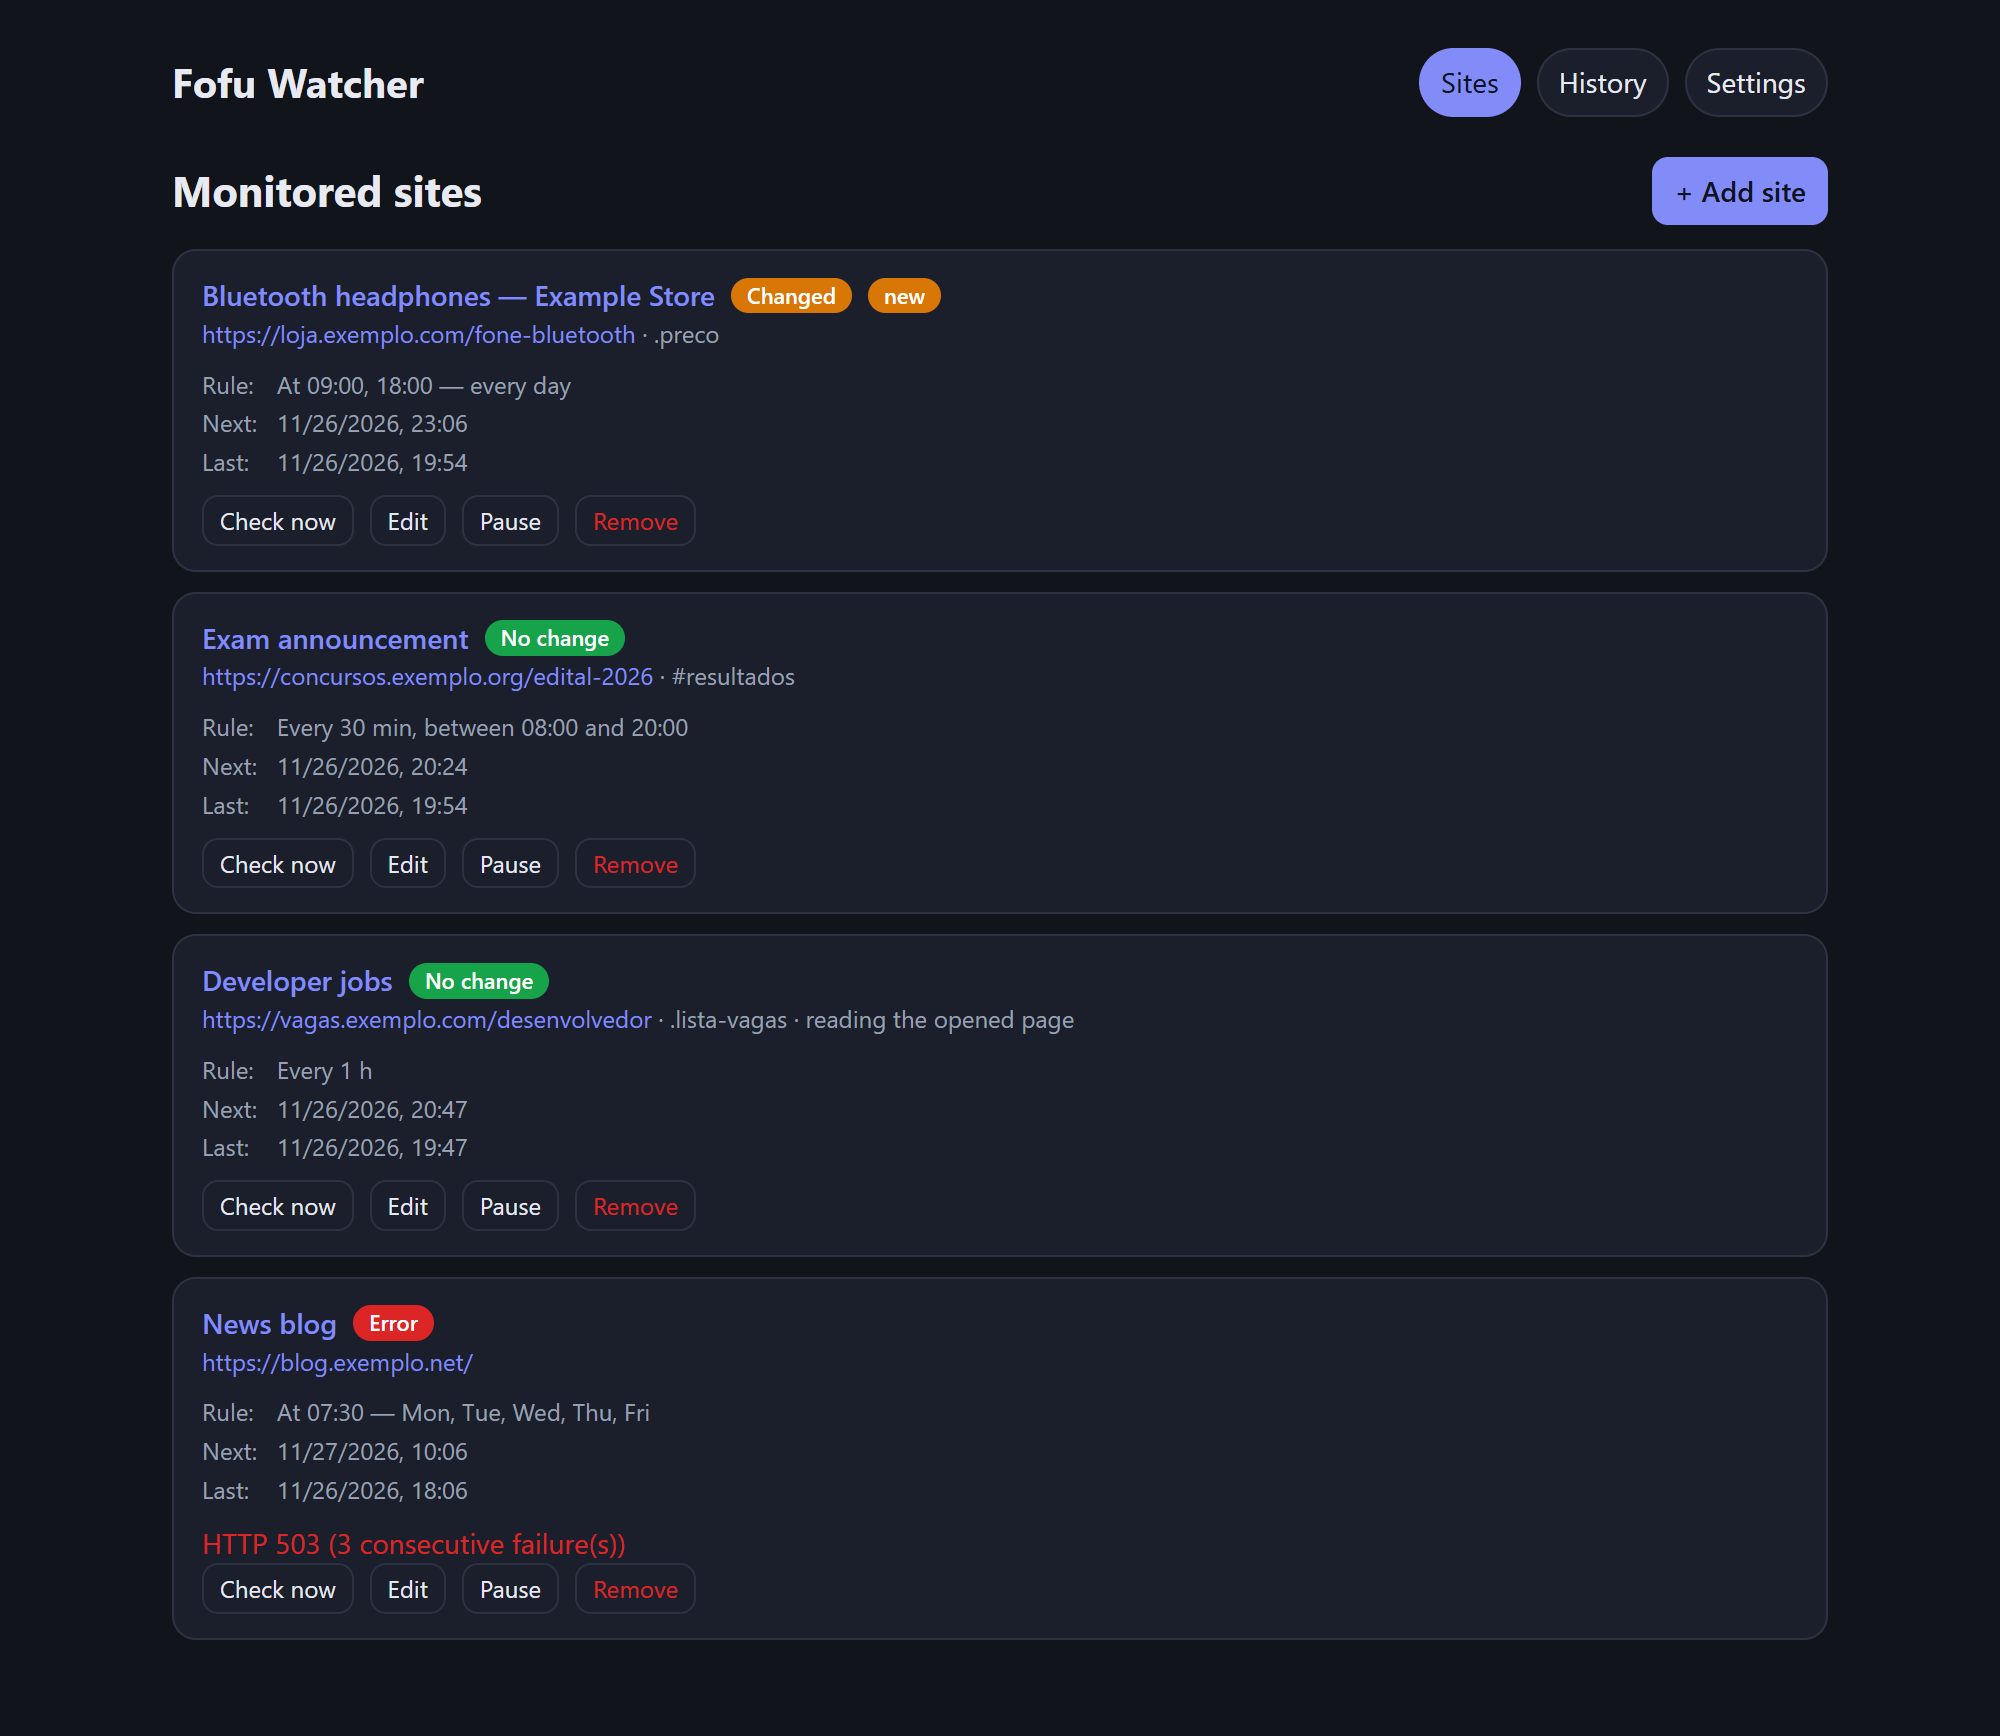 Fofu Watcher
Sites
History
Settings
Monitored sites
+ Add site
Bluetooth headphones — Example Store Changed new
https://loja.exemplo.com/fone-bluetooth · .preco
Rule: At 09:00, 18:00 — every day
Next: 11/26/2026, 23:06
Last: 11/26/2026, 19:54
Check now Edit Pause Remove
Exam announcement No change
https://concursos.exemplo.org/edital-2026 · #resultados
Rule: Every 30 min, between 08:00 and 20:00
Next: 11/26/2026, 20:24
Last: 11/26/2026, 19:54
Check now Edit Pause Remove
Developer jobs No change
https://vagas.exemplo.com/desenvolvedor · .lista-vagas · reading the opened page
Rule: Every 1 h
Next: 11/26/2026, 20:47
Last: 11/26/2026, 19:47
Check now Edit Pause Remove
News blog Error
https://blog.exemplo.net/
Rule: At 07:30 — Mon, Tue, Wed, Thu, Fri
Next: 11/27/2026, 10:06
Last: 11/26/2026, 18:06
HTTP 503 (3 consecutive failure(s))
Check now Edit Pause Remove